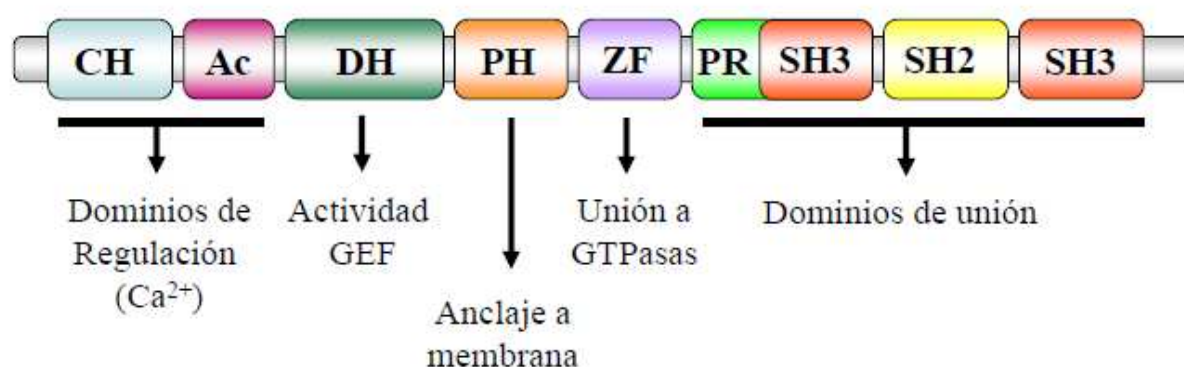 CH Ac DH PH ZF PR SH3 SH2 SH3
Dominios de
Regulación
(Ca²⁺)
Actividad
GEF
Anclaje a
membrana
Unión a
GTPasas
Dominios de unión